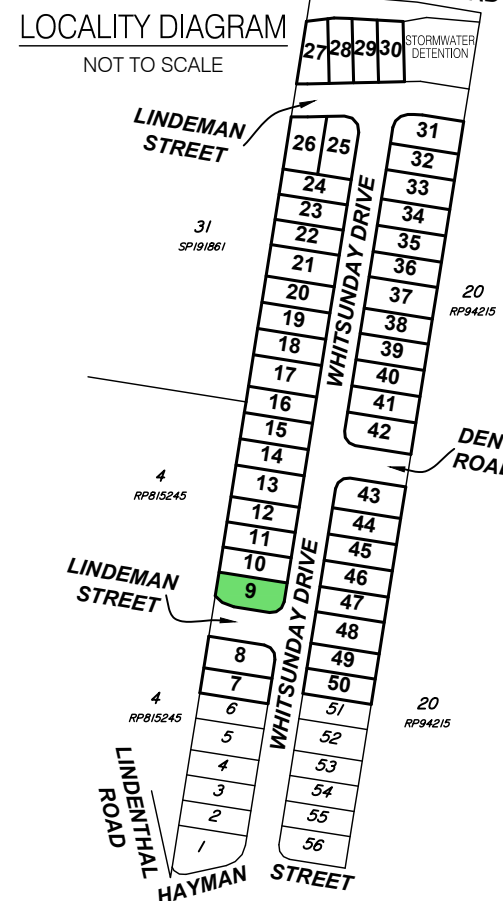 LOCALITY DIAGRAM
NOT TO SCALE
27 28 29 30
STORMWATER
DETENTION
LINDEMAN
STREET
26 25
31
32
24
33
23
34
22
35
21
36
20
37
19
38
18
39
17
40
16
41
15
42
WHITSUNDAY DRIVE
31
SP191861
20
RP94215
14
DEN
13
43
12
44
11
45
10
46
9
47
8
48
7
49
50
WHITSUNDAY DRIVE
4
RP815245
LINDEMAN
STREET
4
RP815245
20
RP94215
6
51
5
52
4
53
3
54
2
55
1
56
LINDENTHAL
ROAD
HAYMAN STREET